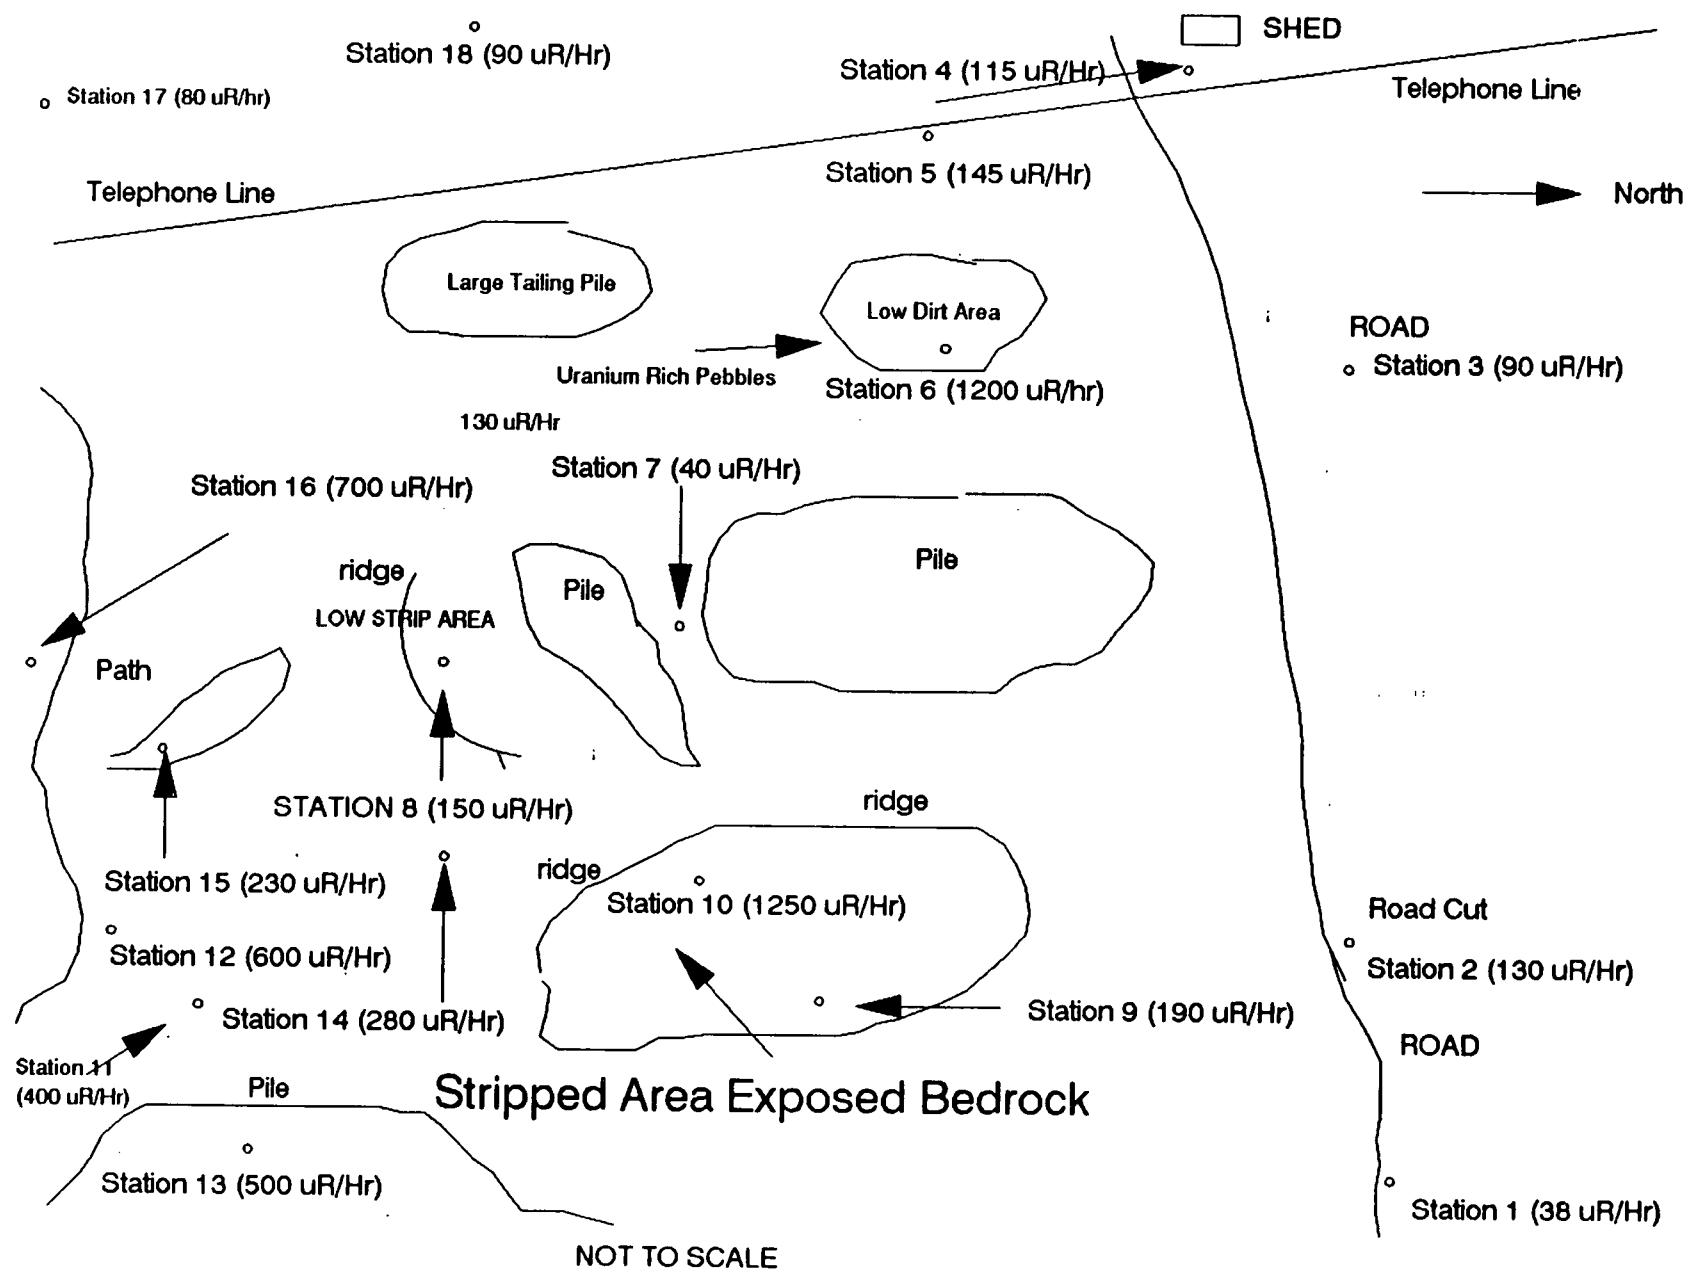 SHED
Station 18 (90 uR/Hr)
Station 4 (115 uR/Hr)
Telephone Line
Station 17 (80 uR/hr)
Station 5 (145 uR/Hr)
Telephone Line
North
Large Tailing Pile
Low Dirt Area
ROAD
Station 3 (90 uR/Hr)
Uranium Rich Pebbles
Station 6 (1200 uR/hr)
130 uR/Hr
Station 7 (40 uR/Hr)
Station 16 (700 uR/Hr)
Pile
ridge
Pile
LOW STRIP AREA
Path
ridge
STATION 8 (150 uR/Hr)
ridge
Station 15 (230 uR/Hr)
Station 10 (1250 uR/Hr)
Road Cut
Station 12 (600 uR/Hr)
Station 2 (130 uR/Hr)
Station 9 (190 uR/Hr)
Station 14 (280 uR/Hr)
ROAD
Station 11
(400 uR/Hr)
Pile
Stripped Area Exposed Bedrock
Station 13 (500 uR/Hr)
Station 1 (38 uR/Hr)
NOT TO SCALE